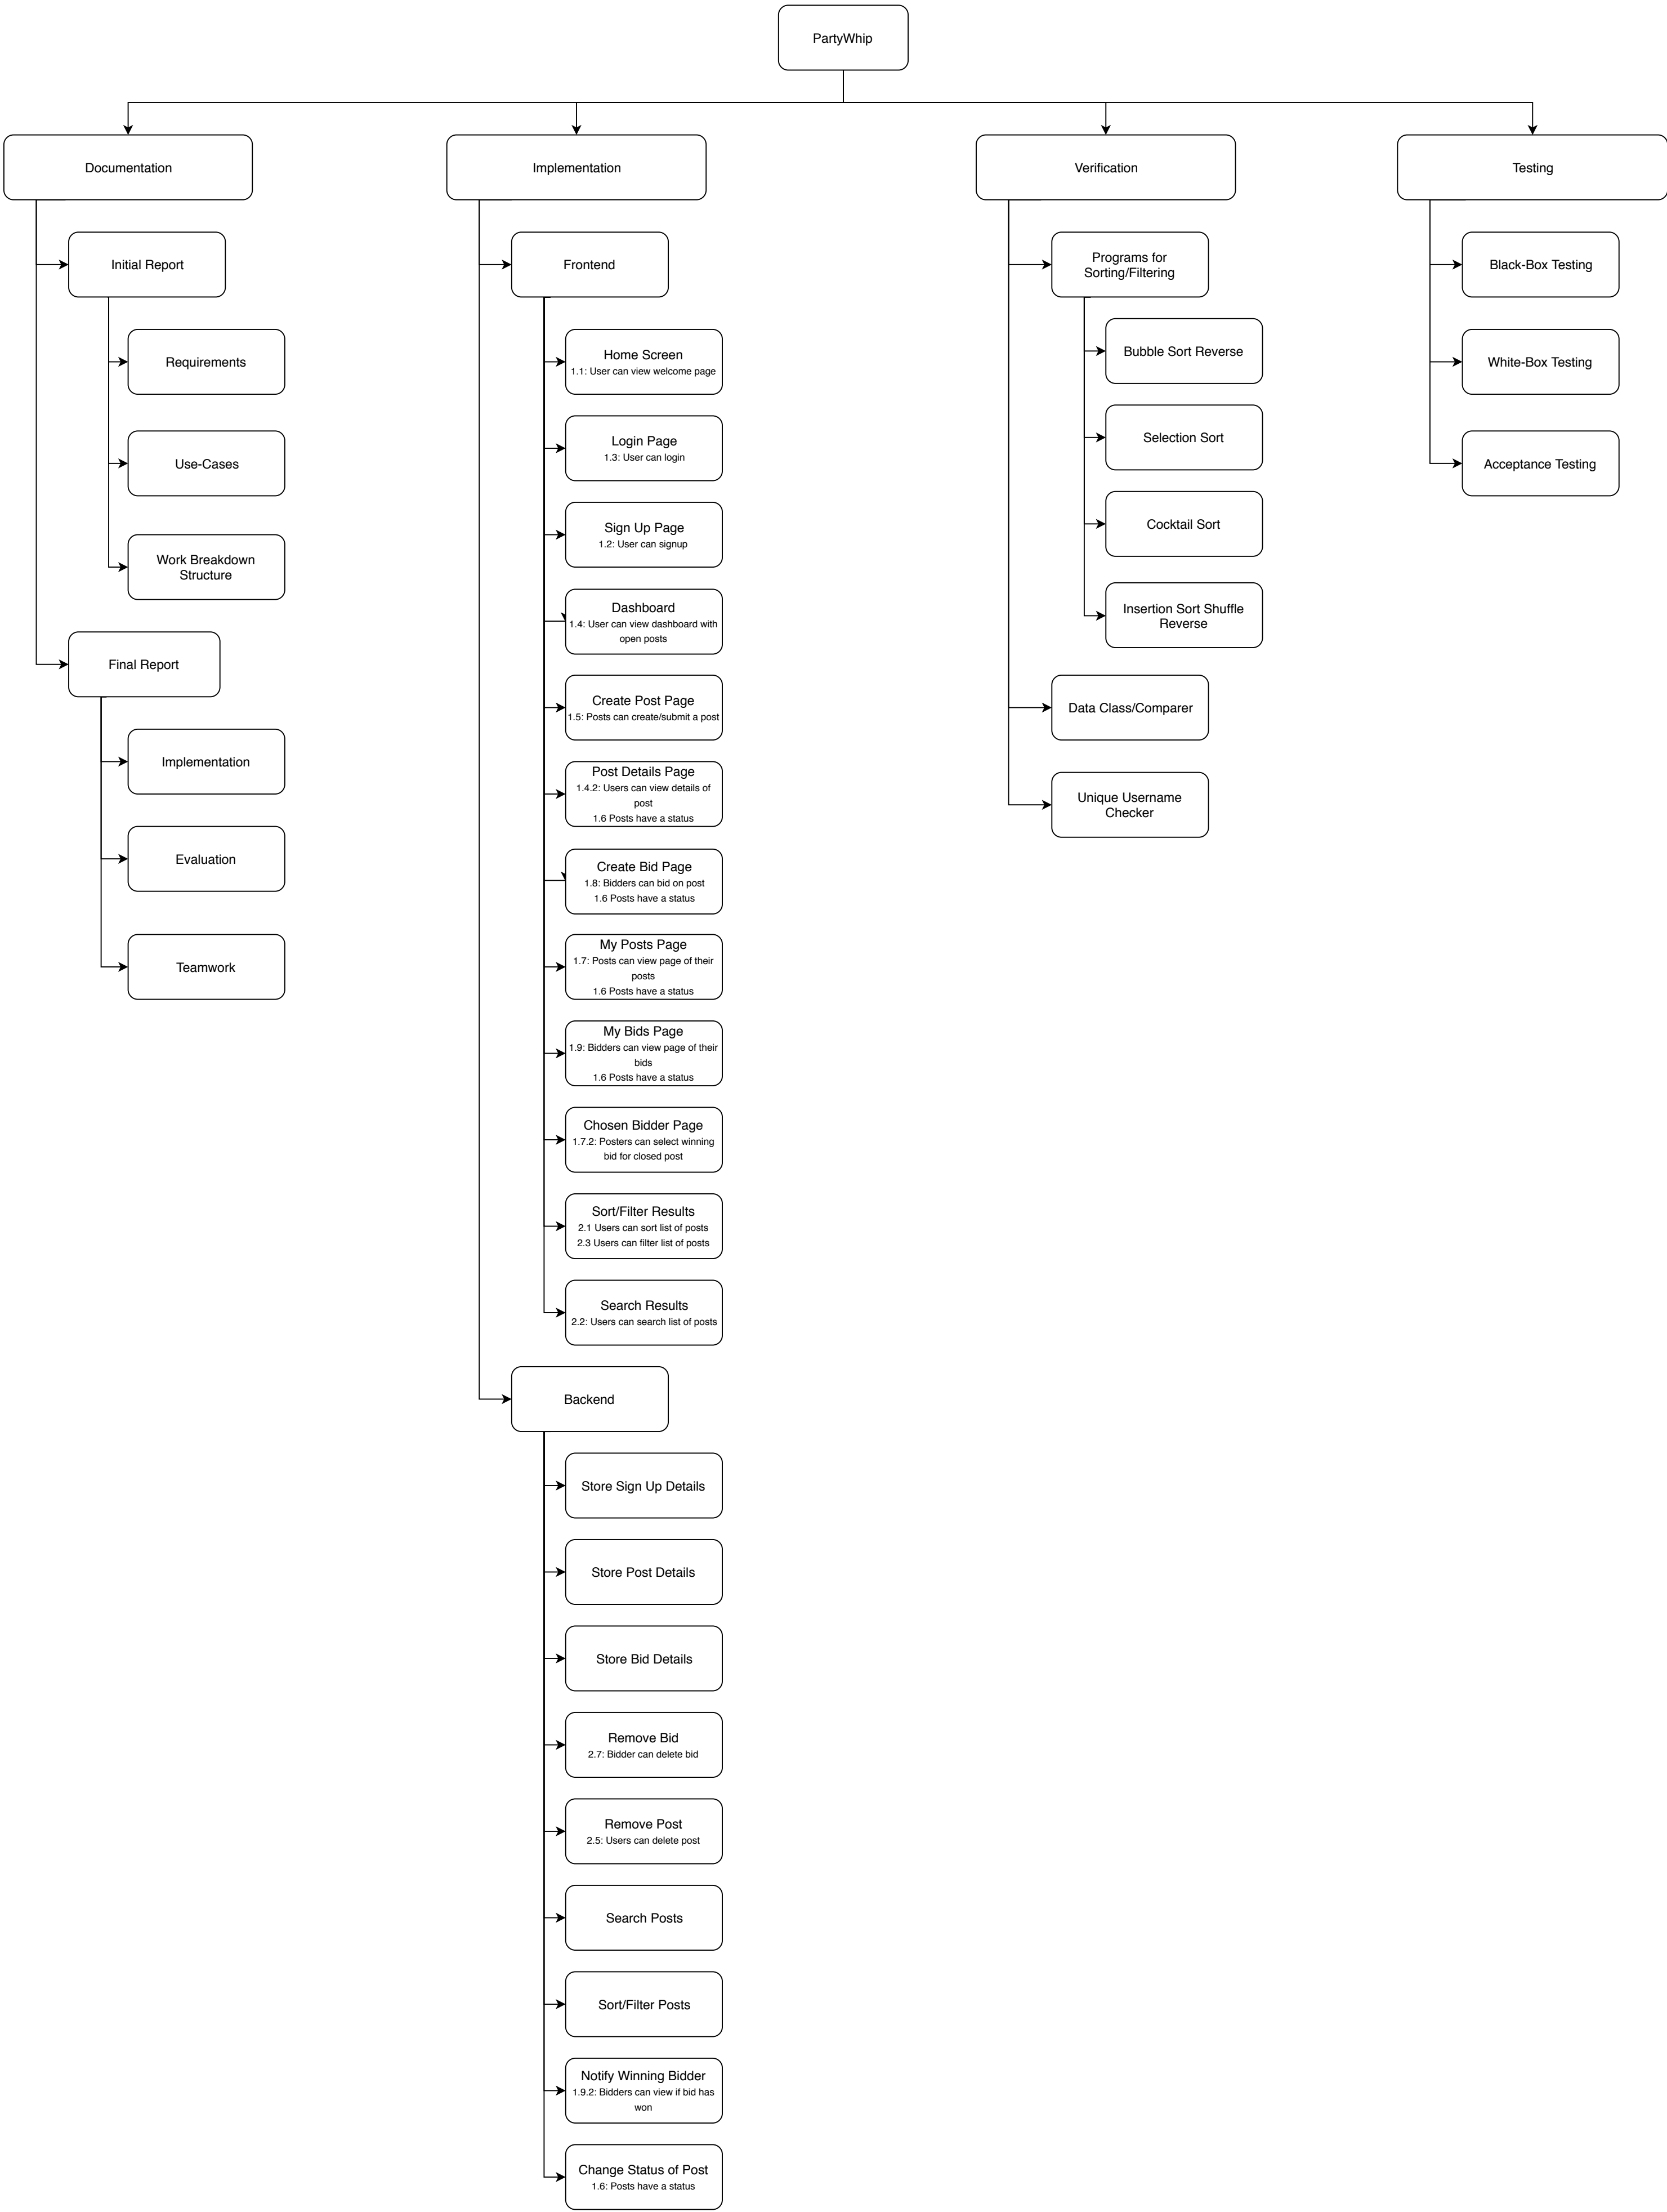 PartyWhip
Documentation
Implementation
Verification
Testing
Initial Report
Requirements
Use-Cases
Work Breakdown
Structure
Final Report
Implementation
Evaluation
Teamwork
Frontend
Home Screen
1.1: User can view welcome page
Login Page
1.3: User can login
Sign Up Page
1.2: User can signup
Dashboard
1.4: User can view dashboard with
open posts
Create Post Page
1.5: Posts can create/submit a post
Post Details Page
1.4.2: Users can view details of
post
1.6 Posts have a status
Create Bid Page
1.8: Bidders can bid on post
1.6 Posts have a status
My Posts Page
1.7: Posts can view page of their
posts
1.6 Posts have a status
My Bids Page
1.9: Bidders can view page of their
bids
1.6 Posts have a status
Chosen Bidder Page
1.7.2: Posters can select winning
bid for closed post
Sort/Filter Results
2.1 Users can sort list of posts
2.3 Users can filter list of posts
Search Results
2.2: Users can search list of posts
Backend
Store Sign Up Details
Store Post Details
Store Bid Details
Remove Bid
2.7: Bidder can delete bid
Remove Post
2.5: Users can delete post
Search Posts
Sort/Filter Posts
Notify Winning Bidder
1.9.2: Bidders can view if bid has
won
Change Status of Post
1.6: Posts have a status
Programs for
Sorting/Filtering
Bubble Sort Reverse
Selection Sort
Cocktail Sort
Insertion Sort Shuffle
Reverse
Data Class/Comparer
Unique Username
Checker
Black-Box Testing
White-Box Testing
Acceptance Testing